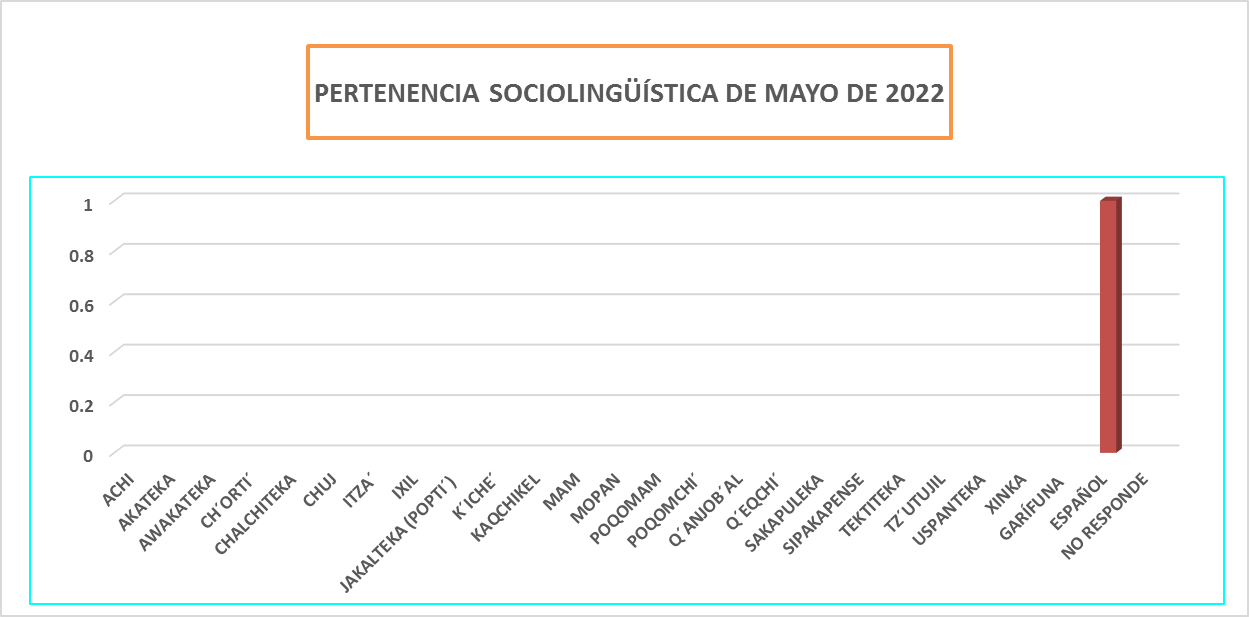 PERTENENCIA SOCIOLINGÜÍSTICA DE MAYO DE 2022
1
0.8
0.6
0.4
0.2
0
ACHI
AKATEKA
AWAKATEKA
CH´ORTI´
CHALCHITEKA
CHUJ
ITZA´
IXIL
JAKALTEKA (POPTI´)
K´ICHE´
KAQCHIKEL
MAM
MOPAN
POQOMAM
POQOMCHI´
Q´ANJOB´AL
Q´EQCHI´
SAKAPULEKA
SIPAKAPENSE
TEKTITEKA
TZ´UTUJIL
USPANTEKA
XINKA
GARÍFUNA
ESPAÑOL
NO RESPONDE